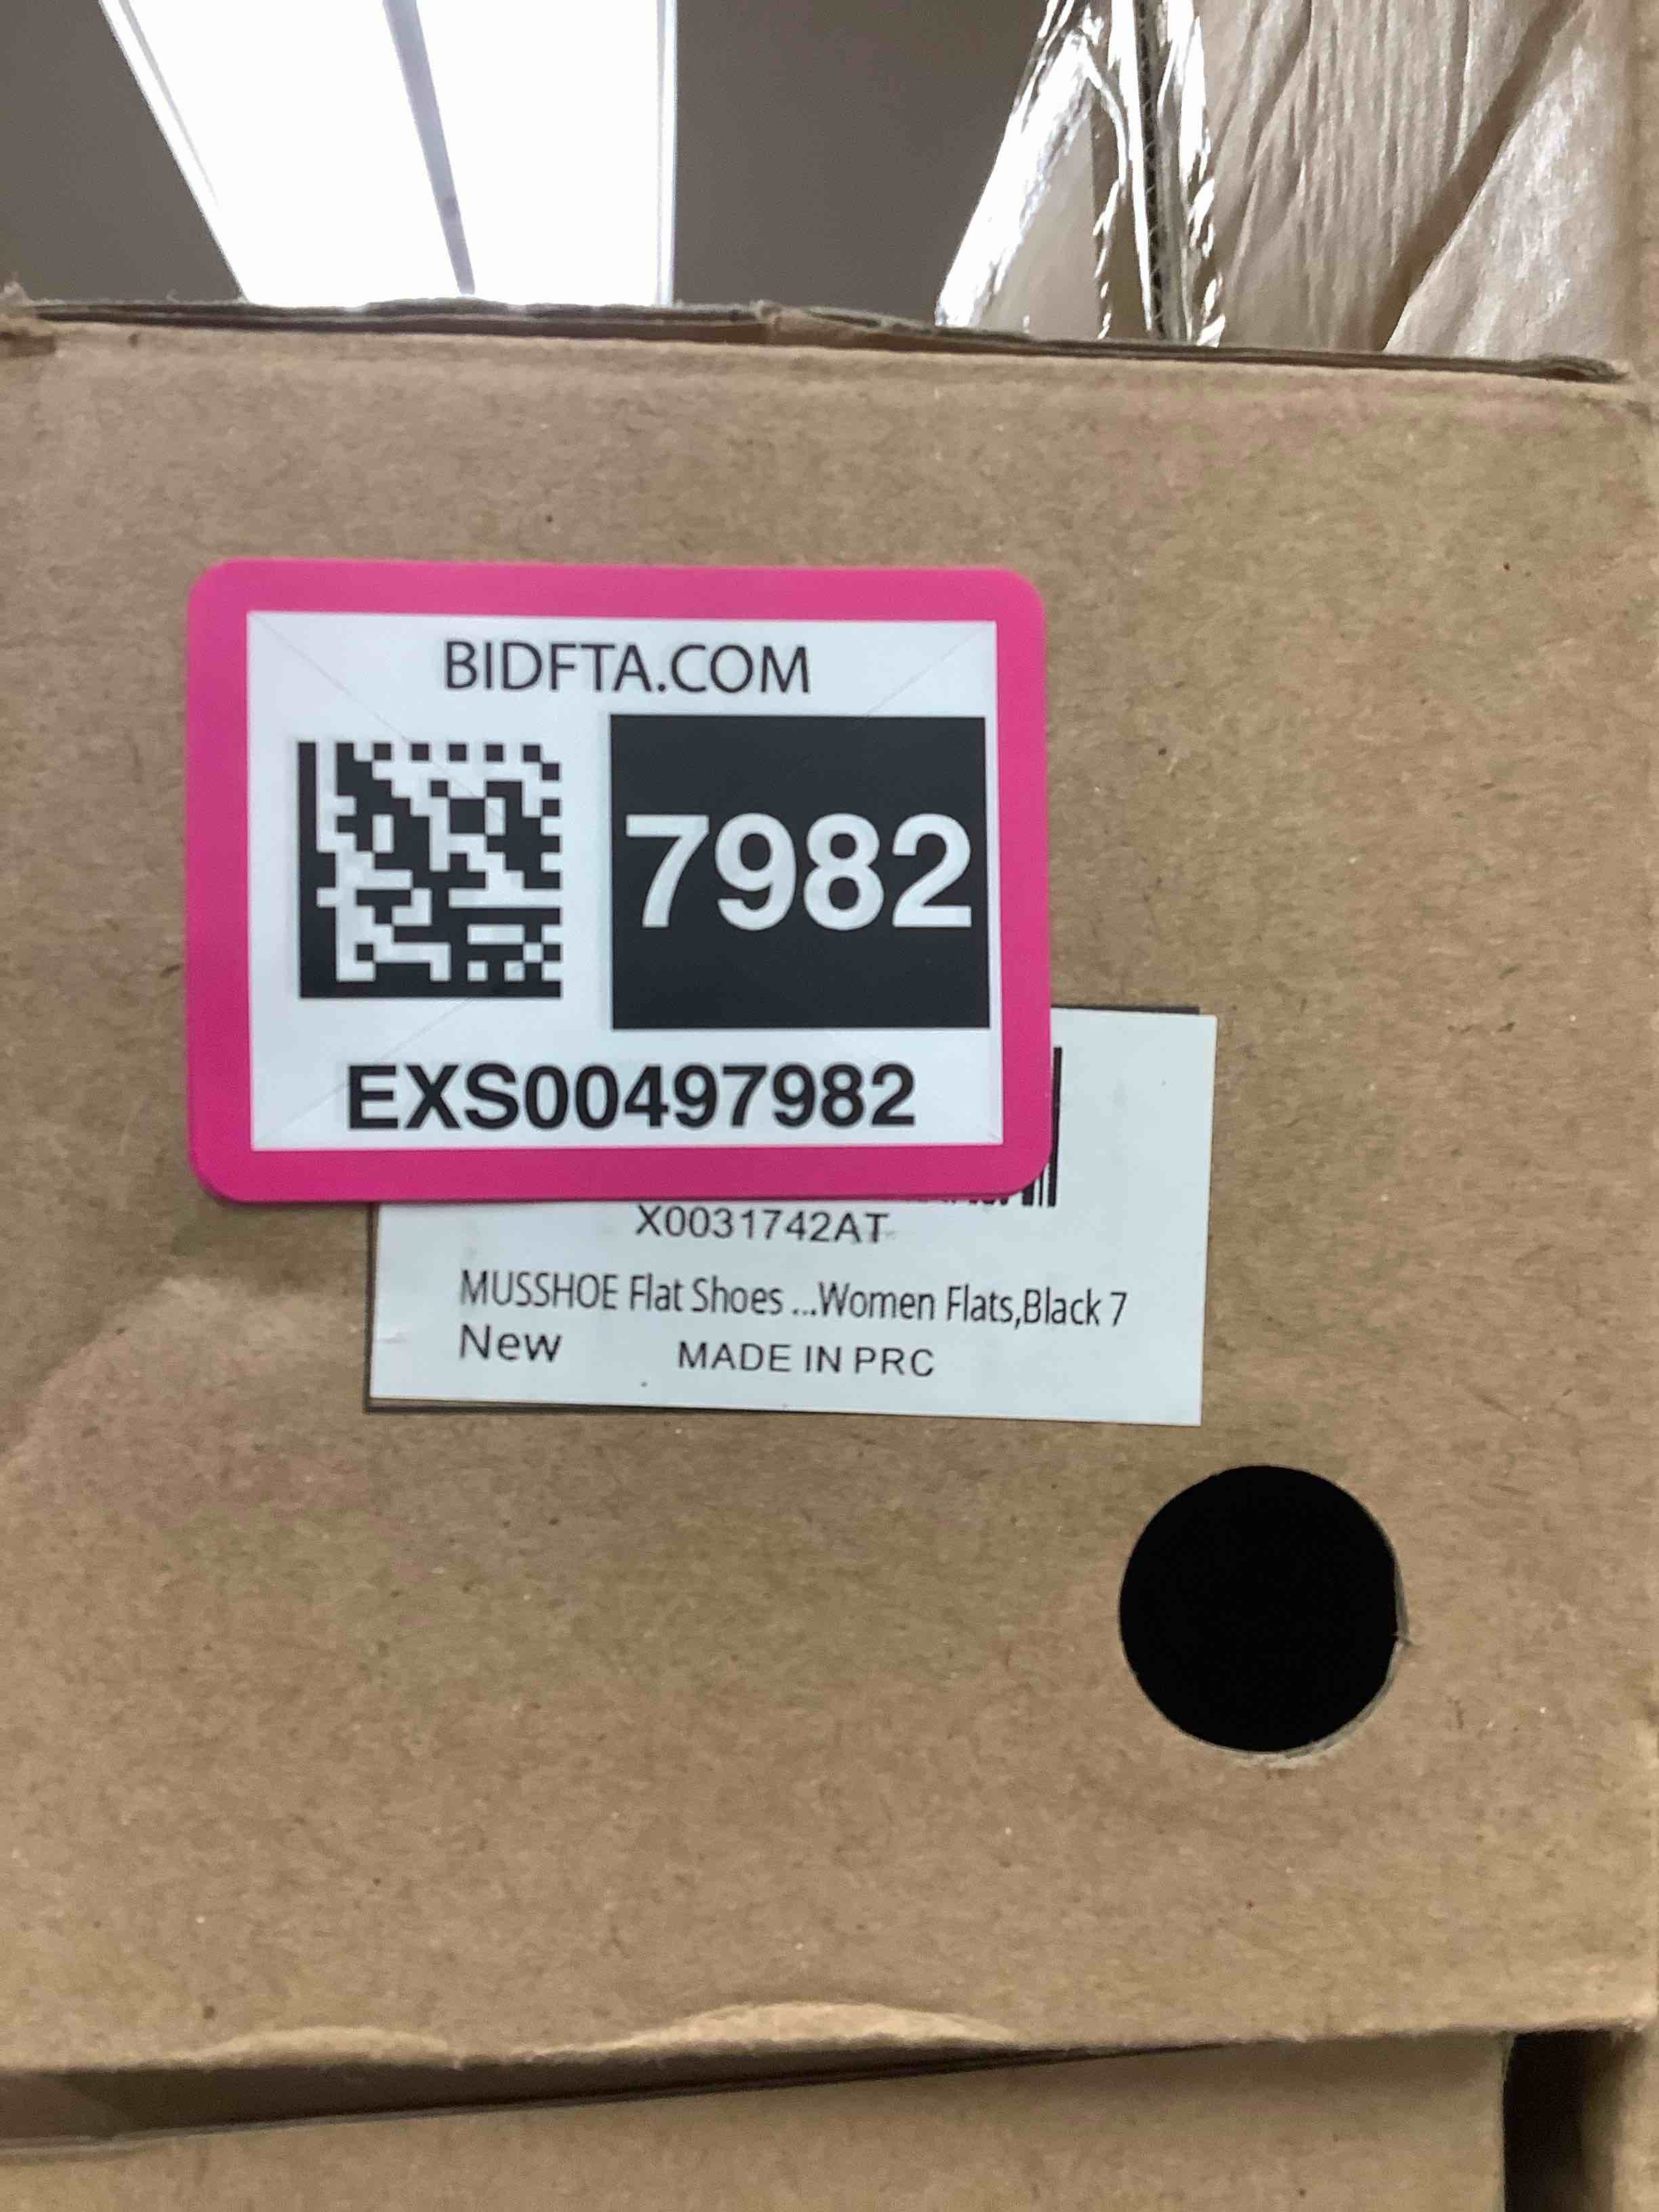 BIDFTA.COM
7982
EXS00497982
X0031742AT
MUSSHOE Flat Shoes ...Women Flats,Black 7
New MADE IN PRC